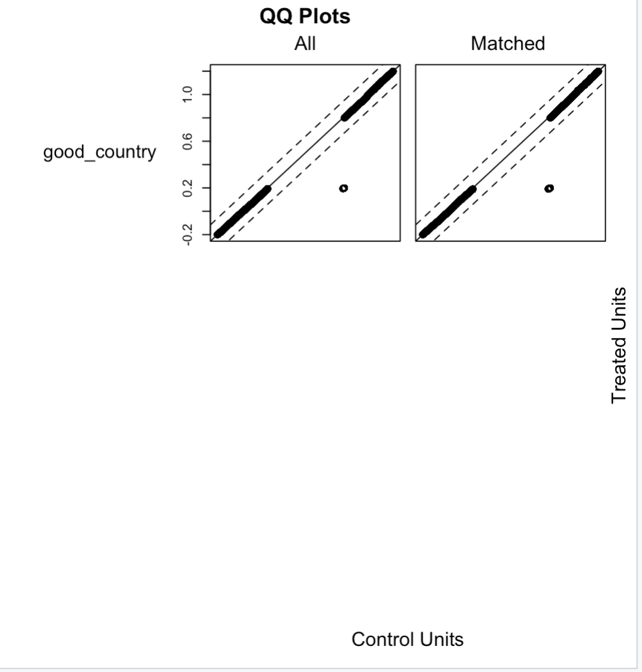 QQ Plots
All
Matched
good_country
1.0
0.6
0.2
-0.2
Treated Units
Control Units